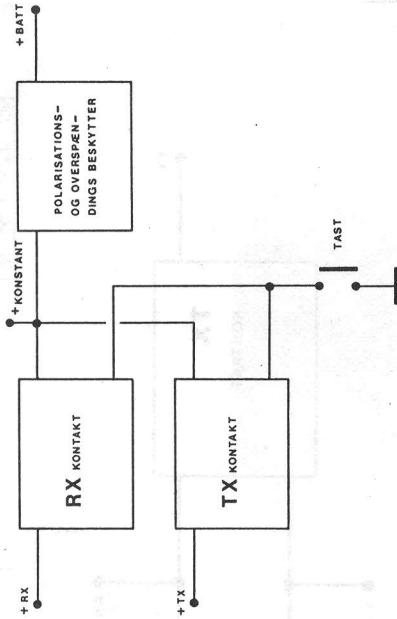 +BATT
POLARISATIONS-
OG OVERSPÆN-
DINGS BESKYTTER
+KONSTANT
TAST
RX KONTAKT
TX KONTAKT
+RX
+TX